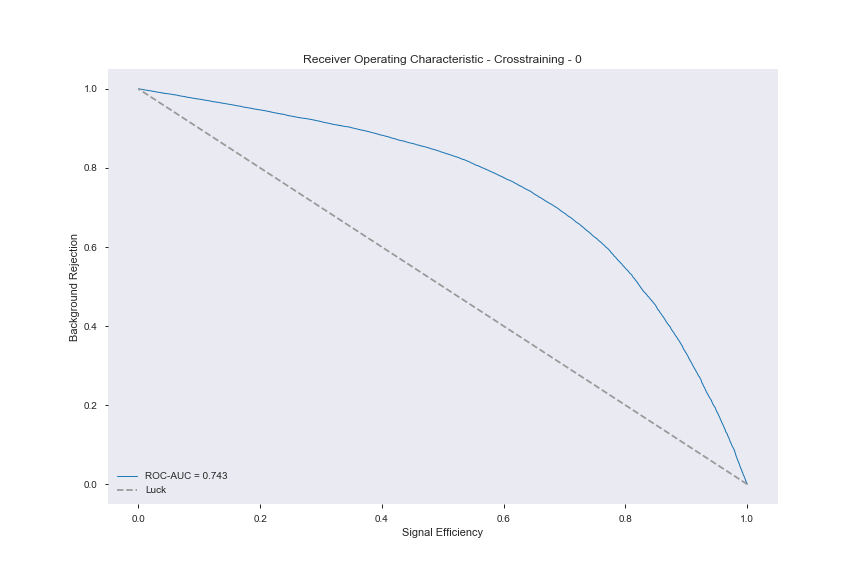 Receiver Operating Characteristic - Crosstraining - 0
1.0
0.8
0.6
0.4
0.2
0.0
Background Rejection
ROC-AUC = 0.743
Luck
0.0 0.2 0.4 0.6 0.8 1.0
Signal Efficiency